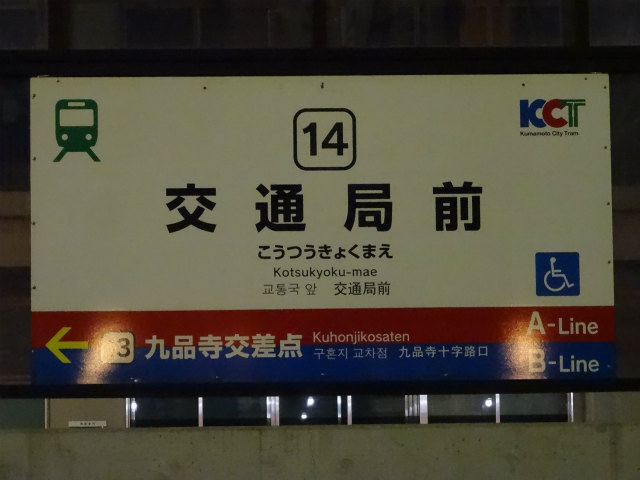 14
KCT
Kumamoto City Tram
交通局前
こうつうきょくまえ
Kotsukyoku-mae
교통국 앞 交通局前
九品寺交差点 Kuhonjikosaten
구혼지 교차점 九品寺十字路口
A-Line
B-Line